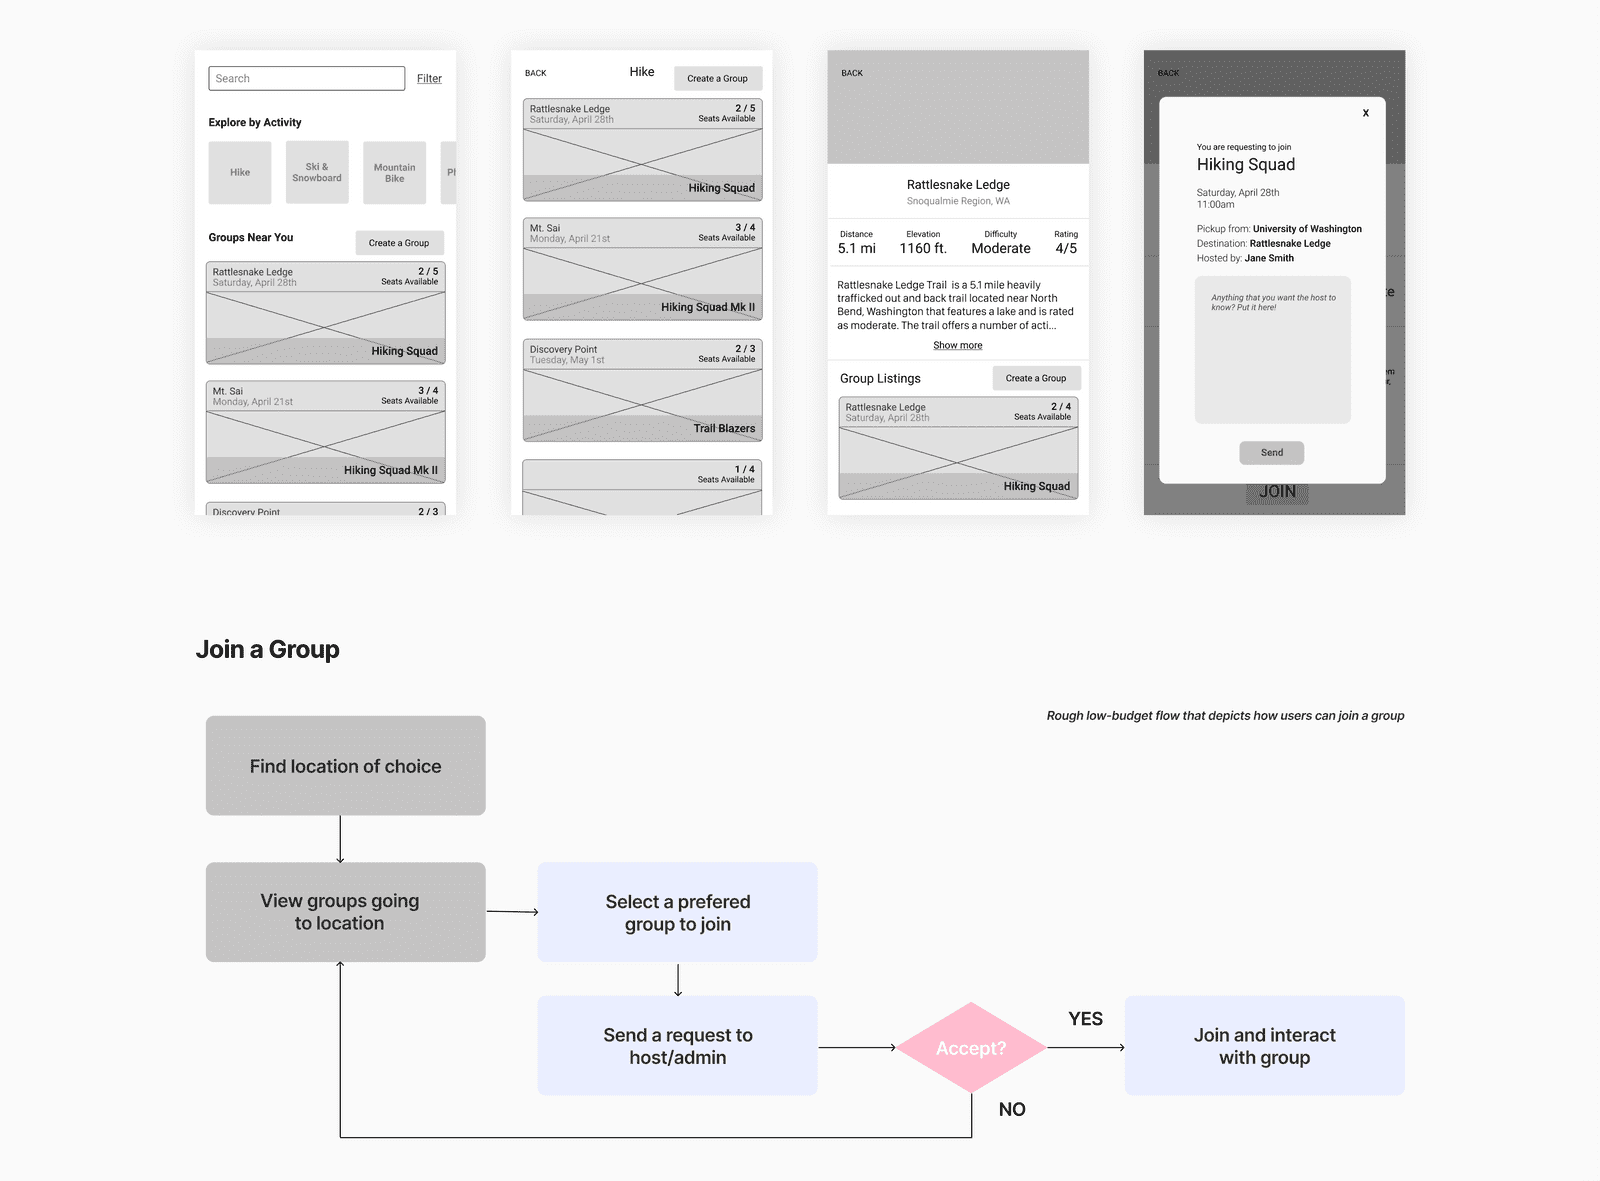 Search
Filter
Explore by Activity
Hike
Ski &
Snowboard
Mountain
Bike
Groups Near You
Create a Group
Rattlesnake Ledge
2 / 5
Saturday, April 28th
Seats Available
Hiking Squad
Mt. Sai
3 / 4
Monday, April 21st
Seats Available
Hiking Squad Mk II
Discovery Point
2 / 3
BACK
Hike
Create a Group
Rattlesnake Ledge
2 / 5
Saturday, April 28th
Seats Available
Hiking Squad
Mt. Sai
3 / 4
Monday, April 21st
Seats Available
Hiking Squad Mk II
Discovery Point
2 / 3
Tuesday, May 1st
Seats Available
Trail Blazers
1 / 4
Seats Available
BACK
Rattlesnake Ledge
Snoqualmie Region, WA
Distance
5.1 mi
Elevation
1160 ft.
Difficulty
Moderate
Rating
4/5
Rattlesnake Ledge Trail is a 5.1 mile heavily
trafficked out and back trail located near North
Bend, Washington that features a lake and is rated
as moderate. The trail offers a number of acti...
Show more
Group Listings
Create a Group
Rattlesnake Ledge
2 / 4
Saturday, April 28th
Seats Available
Hiking Squad
BACK
X
You are requesting to join
Hiking Squad
Saturday, April 28th
11:00am
Pickup from: University of Washington
Destination: Rattlesnake Ledge
Hosted by: Jane Smith
Anything that you want the host to
know? Put it here!
Send
JOIN
Join a Group
Rough low-budget flow that depicts how users can join a group
Find location of choice
View groups going
to location
Select a prefered
group to join
Send a request to
host/admin
Accept?
YES
NO
Join and interact
with group